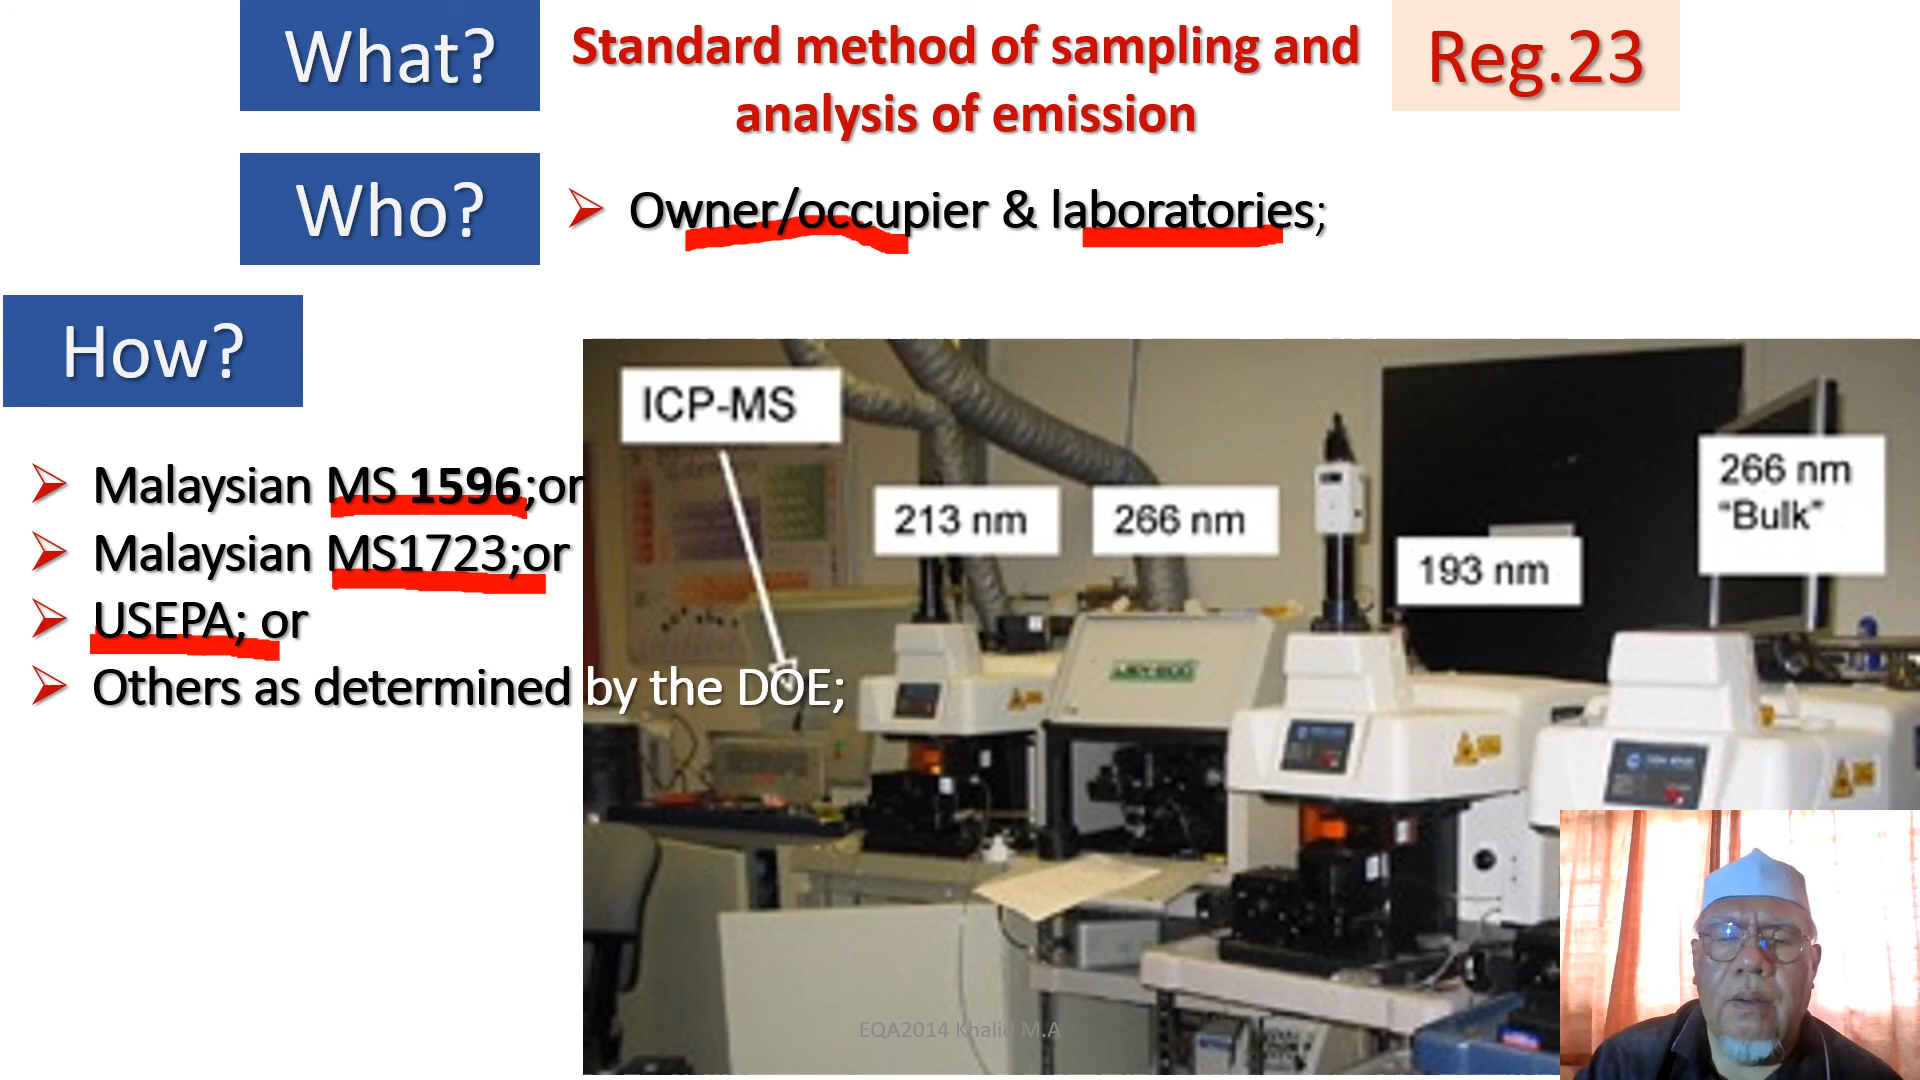 What?
Standard method of sampling and
analysis of emission
Reg.23
Who?
➢ Owner/occupier & laboratories;
How?
➢ Malaysian MS 1596;or
➢ Malaysian MS1723;or
➢ USEPA; or
➢ Others as determined by the DOE;
ICP-MS
213 nm
266 nm
193 nm
266 nm
“Bulk”
EQA2014 Khalid M.A